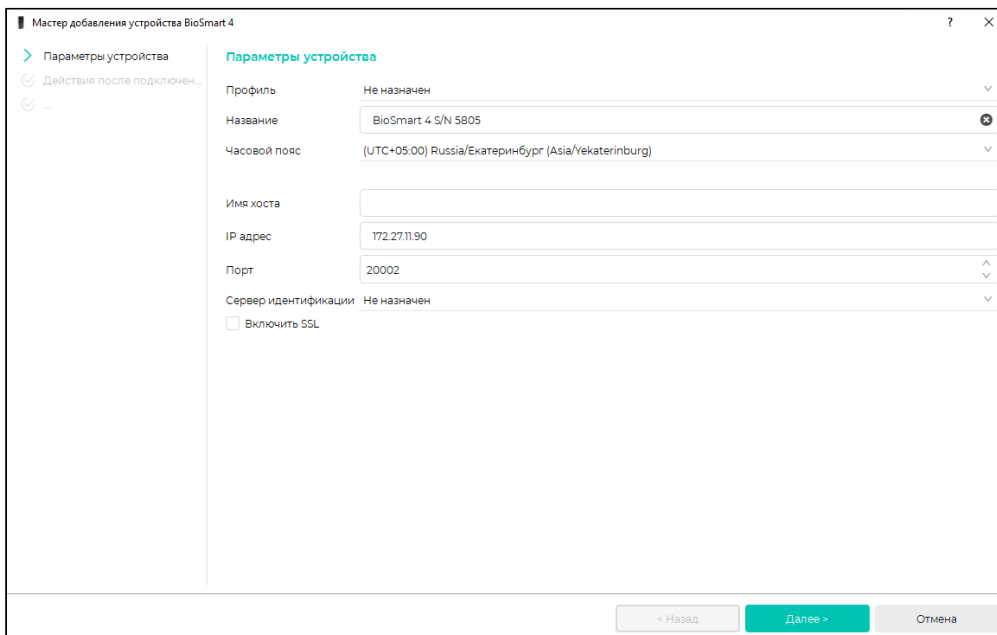 Мастер добавления устройства BioSmart 4
?
Параметры устройства
Действия после подключен...
...
Параметры устройства
Профиль Не назначен
Название BioSmart 4 S/N 5805
Часовой пояс (UTC+05:00) Russia/Екатеринбург (Asia/Yekaterinburg)
Имя хоста
IP адрес 172.27.11.90
Порт 20002
Сервер идентификации Не назначен
Включить SSL
< Назад Далее > Отмена